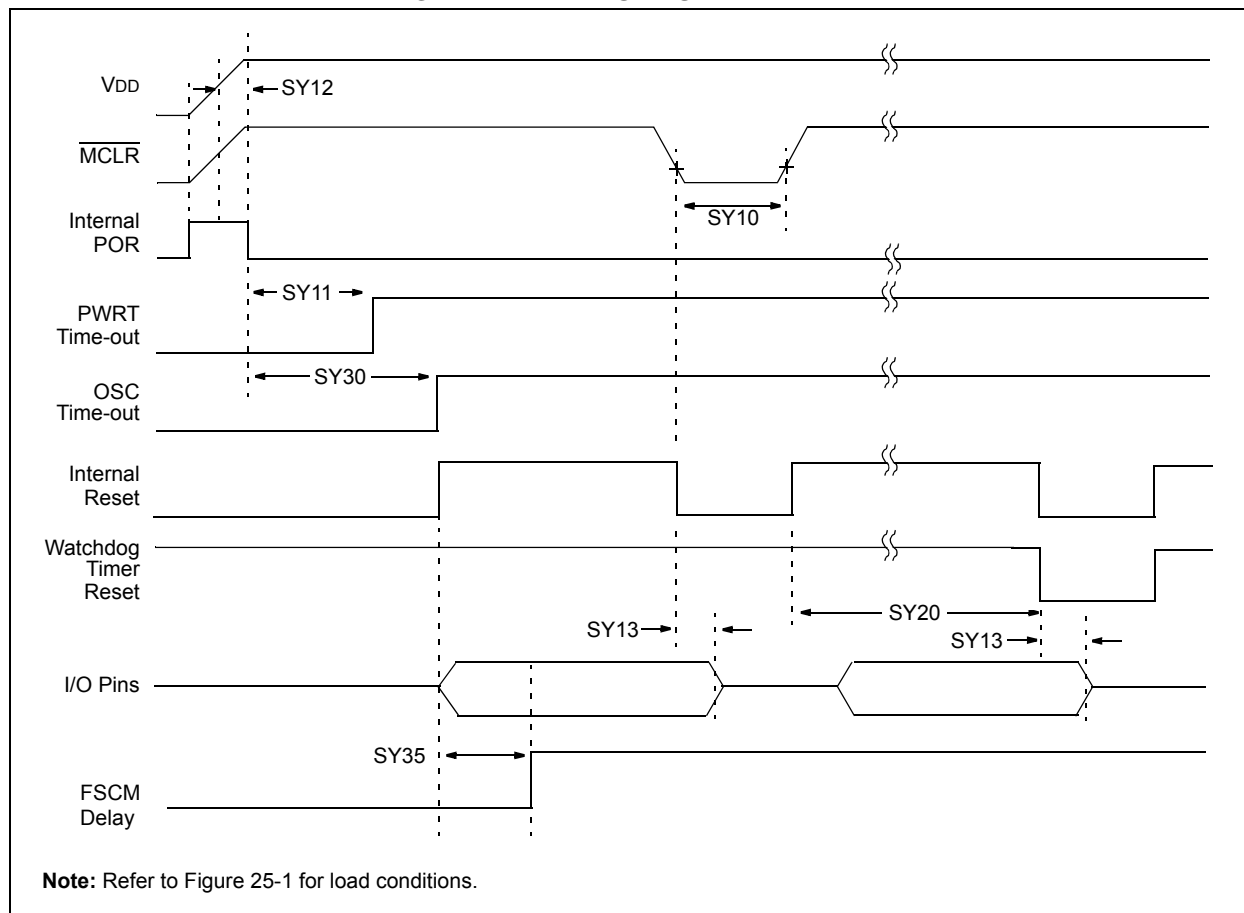 VDD
SY12
MCLR
SY10
Internal
POR
SY11
PWRT
Time-out
SY30
OSC
Time-out
Internal
Reset
Watchdog
Timer
Reset
SY20
SY13
SY13
I/O Pins
SY35
FSCM
Delay
Note: Refer to Figure 25-1 for load conditions.